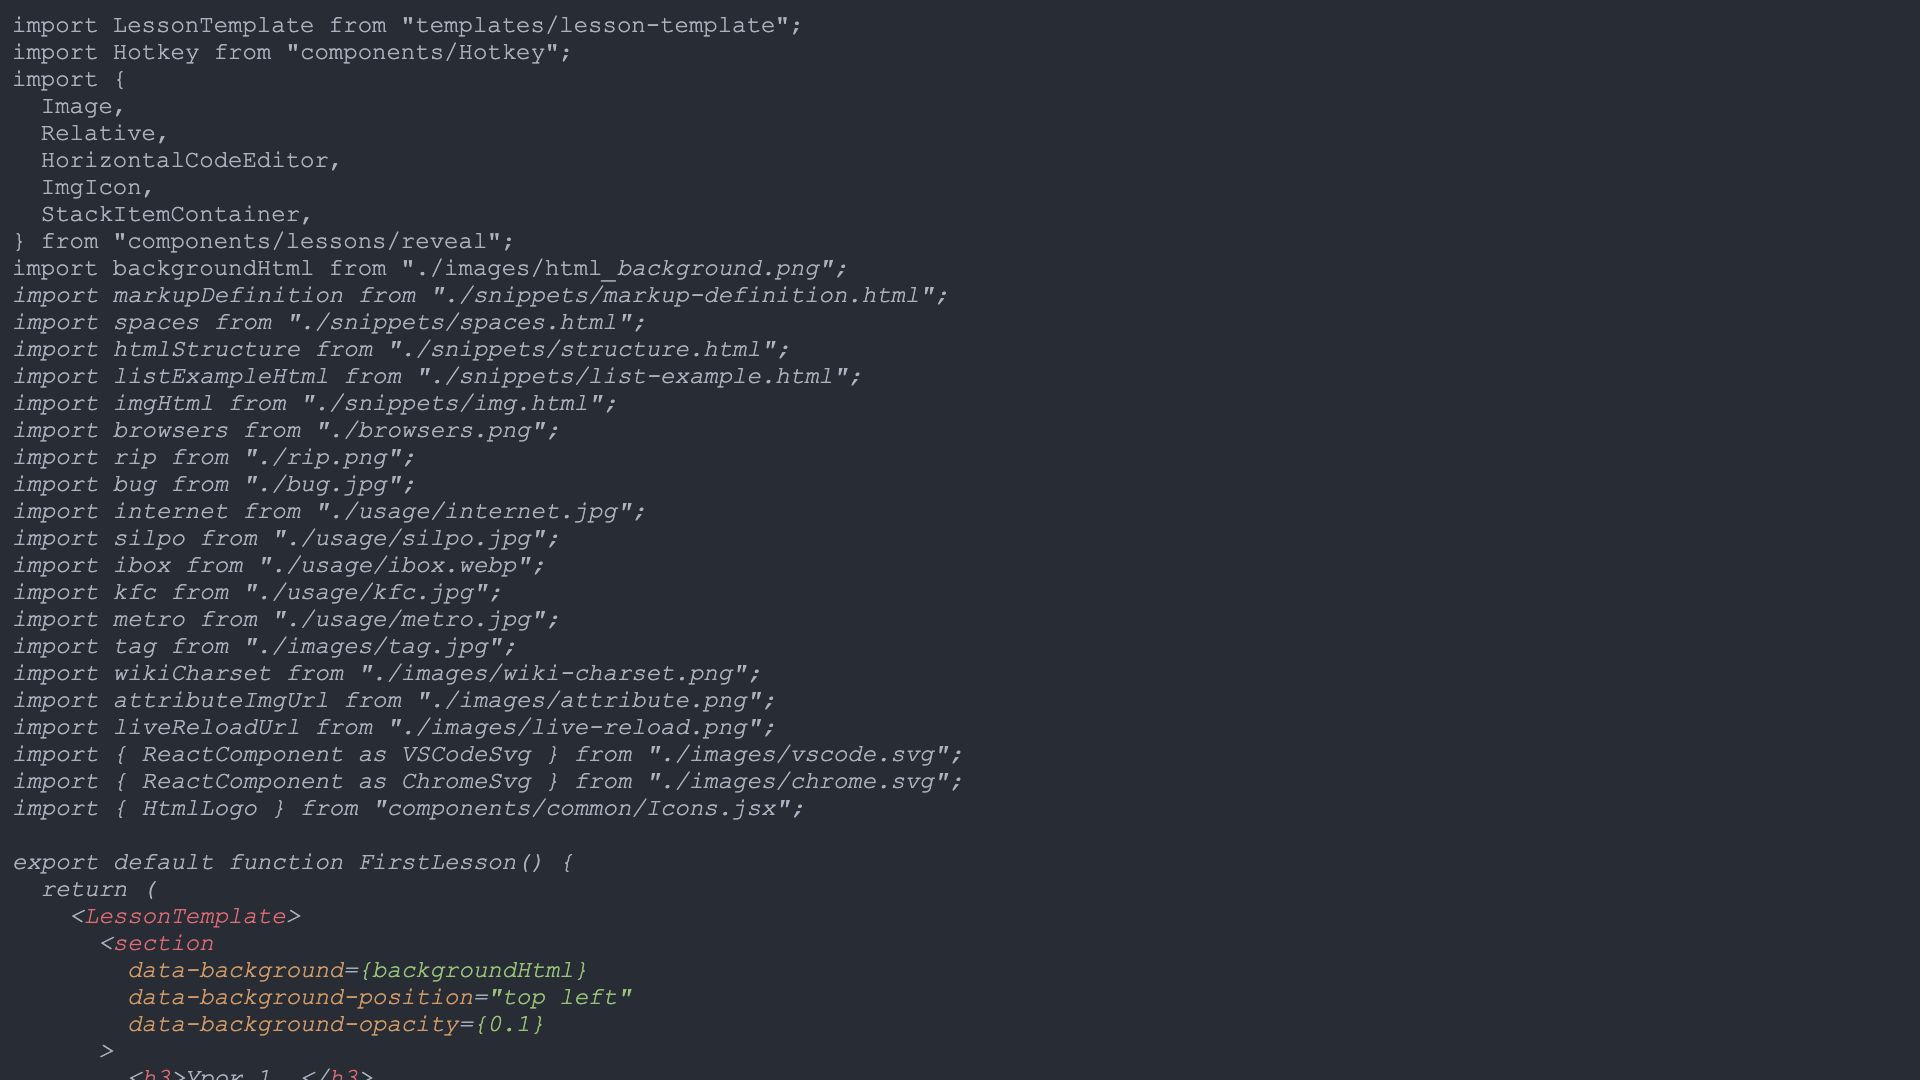 import LessonTemplate from "templates/lesson-template";
import Hotkey from "components/Hotkey";
import {
  Image,
  Relative,
  HorizontalCodeEditor,
  ImgIcon,
  StackItemContainer,
} from "components/lessons/reveal";
import backgroundHtml from "./images/html_background.png";
import markupDefinition from "./snippets/markup-definition.html";
import spaces from "./snippets/spaces.html";
import htmlStructure from "./snippets/structure.html";
import listExampleHtml from "./snippets/list-example.html";
import imgHtml from "./snippets/img.html";
import browsers from "./browsers.png";
import rip from "./rip.png";
import bug from "./bug.jpg";
import internet from "./usage/internet.jpg";
import silpo from "./usage/silpo.jpg";
import ibox from "./usage/ibox.webp";
import kfc from "./usage/kfc.jpg";
import metro from "./usage/metro.jpg";
import tag from "./images/tag.jpg";
import wikiCharset from "./images/wiki-charset.png";
import attributeImgUrl from "./images/attribute.png";
import liveReloadUrl from "./images/live-reload.png";
import { ReactComponent as VSCodeSvg } from "./images/vscode.svg";
import { ReactComponent as ChromeSvg } from "./images/chrome.svg";
import { HtmlLogo } from "components/common/Icons.jsx";

export default function FirstLesson() {
  return (
    <LessonTemplate>
      <section
        data-background={backgroundHtml}
        data-background-position="top left"
        data-background-opacity={0.1}
      >
        <h3>Урок 1. </h3>